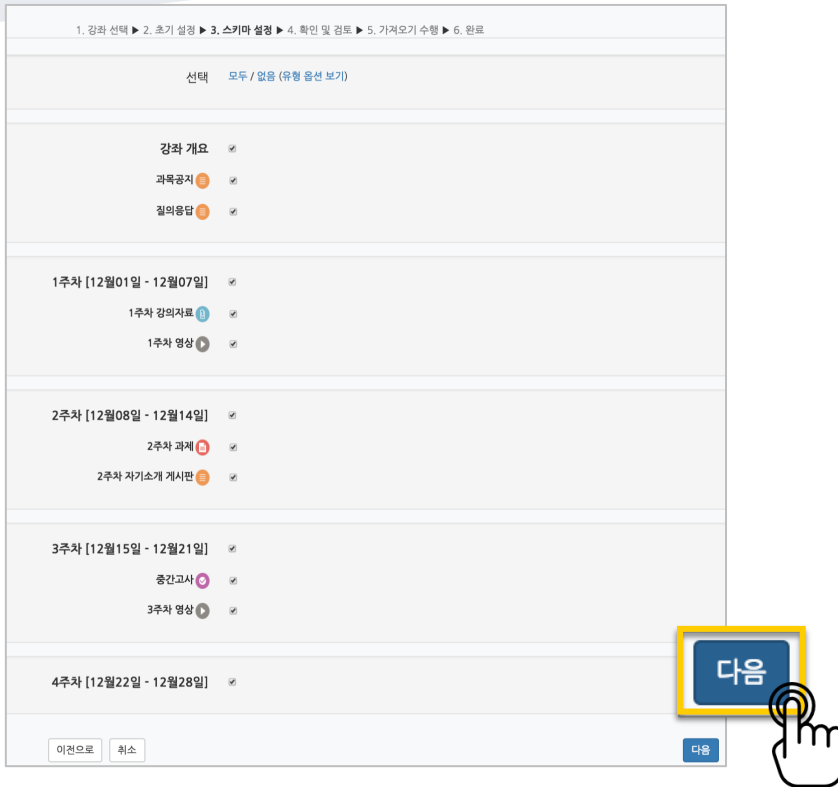 1. 강좌 선택 ▶ 2. 초기 설정 ▶ 3. 스키마 설정 ▶ 4. 확인 및 검토 ▶ 5. 가져오기 수행 ▶ 6. 완료
선택 모두 / 없음 (유형 옵션 보기)
강좌 개요
과목공지
질의응답
1주차 [12월01일 - 12월07일]
1주차 강의자료
1주차 영상
2주차 [12월08일 - 12월14일]
2주차 과제
2주차 자기소개 게시판
3주차 [12월15일 - 12월21일]
중간고사
3주차 영상
4주차 [12월22일 - 12월28일]
다음
이전으로 취소 다음